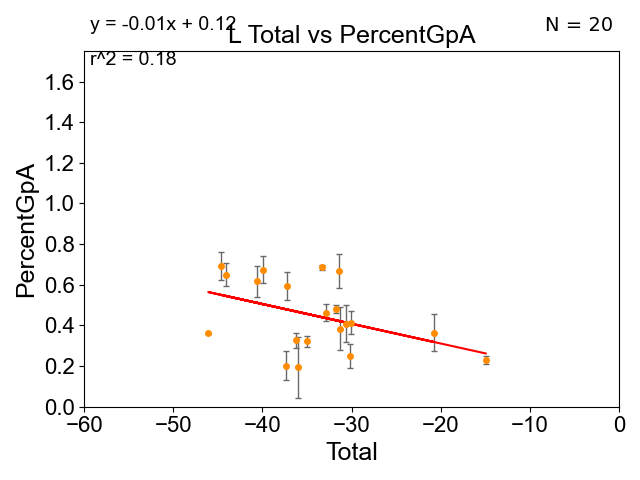 y = -0.01x + 0.12
L Total vs PercentGpA
N = 20
r^2 = 0.18
PercentGpA
1.6
1.4
1.2
1.0
0.8
0.6
0.4
0.2
0.0
−60
−50
−40
−30
−20
−10
0
Total